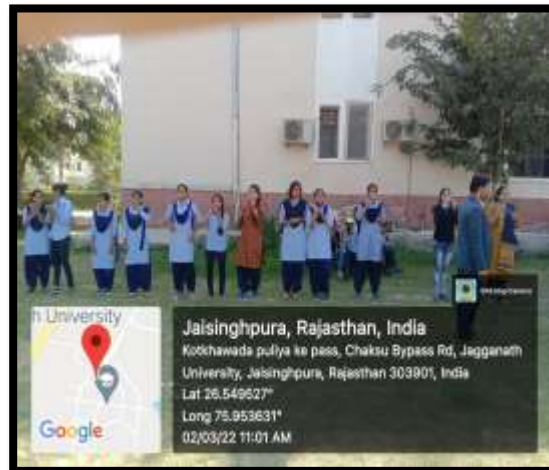 n University
Google
Jaisinghpura, Rajasthan, India
Kotkhawada puliya ke pass, Chaksu Bypass Rd, Jagganath
University, Jaisinghpura, Rajasthan 303901, India
Lat 26.549527°
Long 75.953631°
02/03/22 11:01 AM